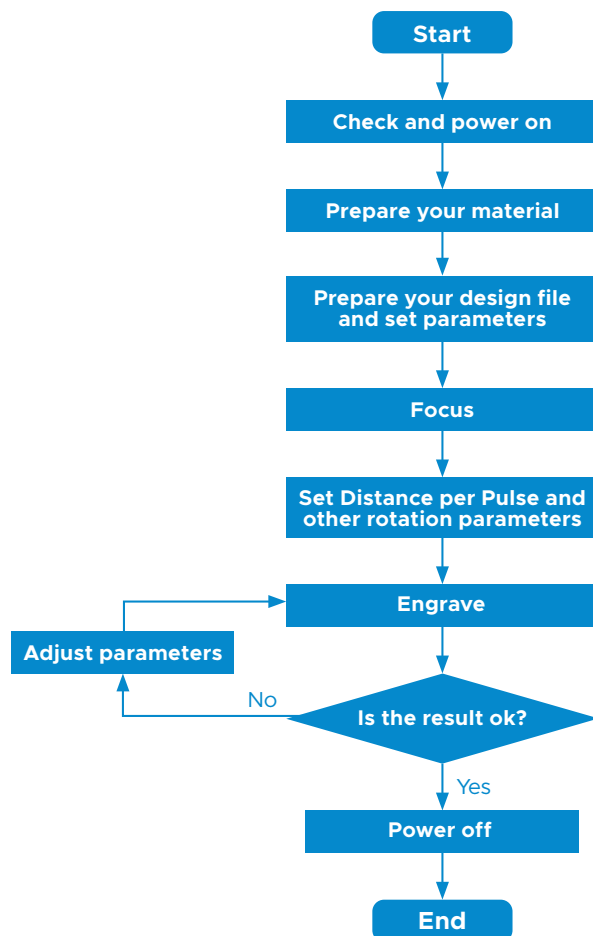 Start
Check and power on
Prepare your material
Prepare your design file
and set parameters
Focus
Set Distance per Pulse and
other rotation parameters
Engrave
Adjust parameters
No
Is the result ok?
Yes
Power off
End